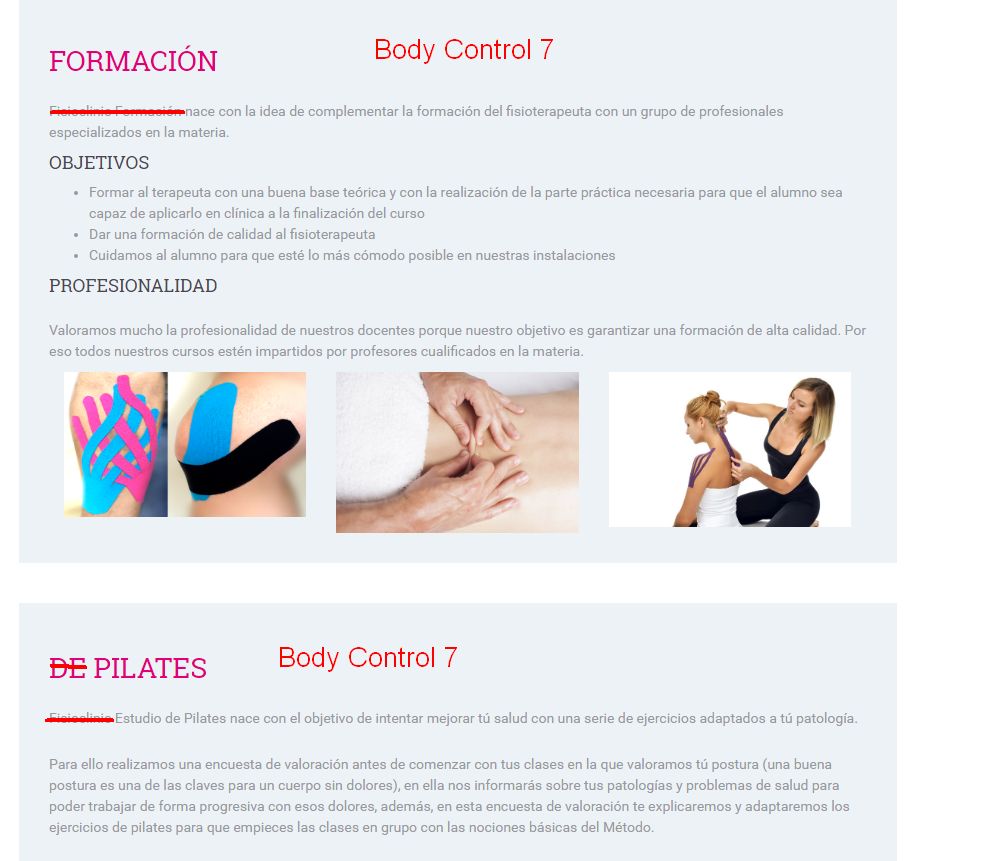 FORMACIÓN
Body Control 7
Fisioclinic Formación nace con la idea de complementar la formación del fisioterapeuta con un grupo de profesionales
especializados en la materia.
OBJETIVOS
• Formar al terapeuta con una buena base teórica y con la realización de la parte práctica necesaria para que el alumno sea
capaz de aplicarlo en clínica a la finalización del curso
• Dar una formación de calidad al fisioterapeuta
• Cuidamos al alumno para que esté lo más cómodo posible en nuestras instalaciones
PROFESIONALIDAD
Valoramos mucho la profesionalidad de nuestros docentes porque nuestro objetivo es garantizar una formación de alta calidad. Por
eso todos nuestros cursos estén impartidos por profesores cualificados en la materia.
DE PILATES
Body Control 7
Fisioclinic Estudio de Pilates nace con el objetivo de intentar mejorar tú salud con una serie de ejercicios adaptados a tú patología.
Para ello realizamos una encuesta de valoración antes de comenzar con tus clases en la que valoramos tú postura (una buena
postura es una de las claves para un cuerpo sin dolores), en ella nos informarás sobre tus patologías y problemas de salud para
poder trabajar de forma progresiva con esos dolores, además, en esta encuesta de valoración te explicaremos y adaptaremos los
ejercicios de pilates para que empieces las clases en grupo con las nociones básicas del Método.